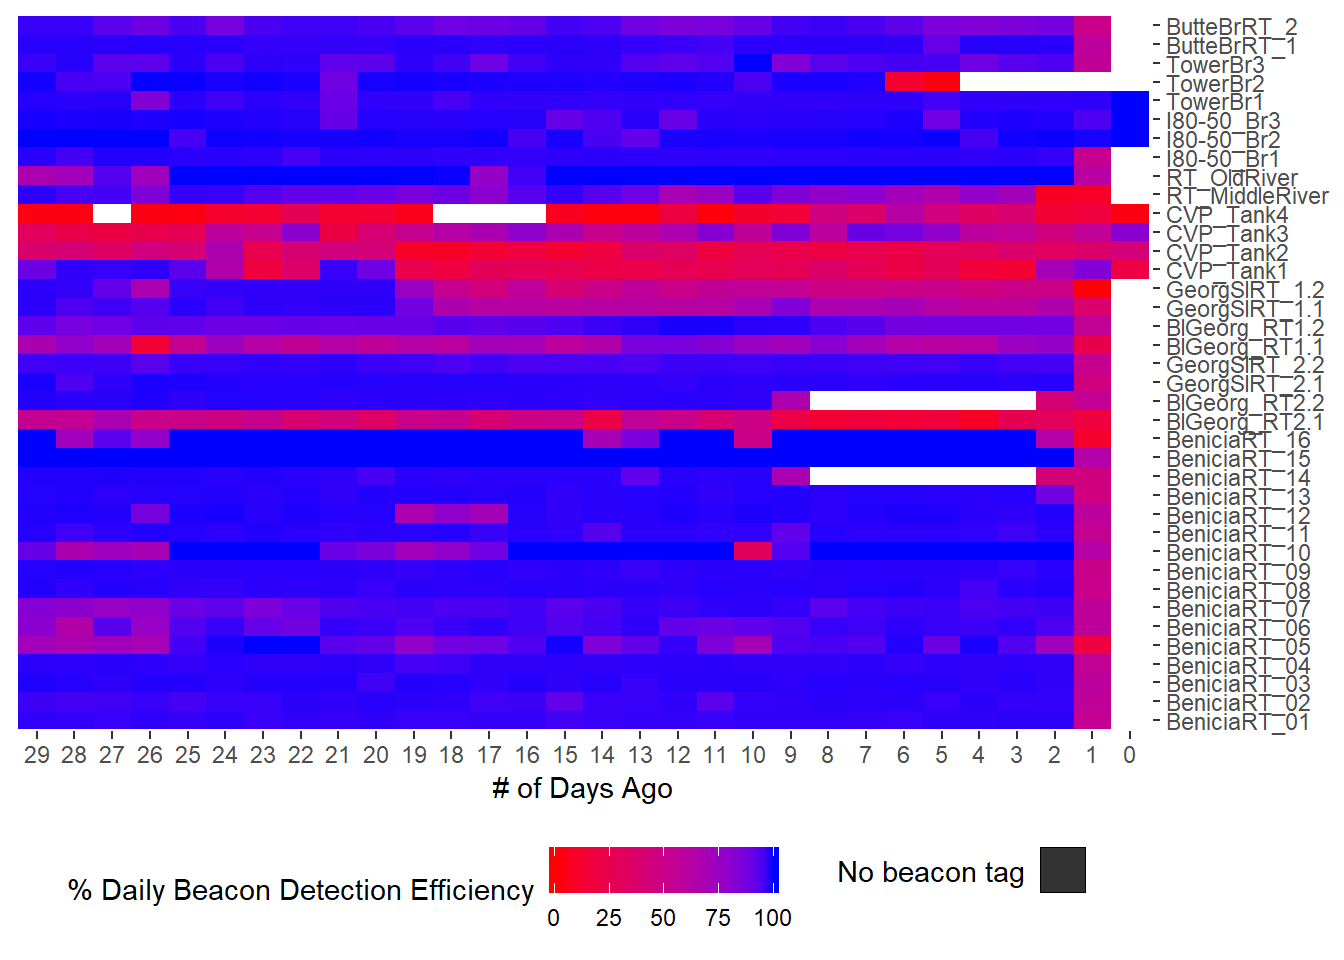 ButteBrRT_2
ButteBrRT_1
TowerBr3
TowerBr2
TowerBr1
I80-50_Br3
I80-50_Br2
I80-50_Br1
RT_OldRiver
RT_MiddleRiver
CVP_Tank4
CVP_Tank3
CVP_Tank2
CVP_Tank1
GeorgSlRT_1.2
GeorgSlRT_1.1
BlGeorg_RT1.2
BlGeorg_RT1.1
GeorgSlRT_2.2
GeorgSlRT_2.1
BlGeorg_RT2.2
BlGeorg_RT2.1
BeniciaRT_16
BeniciaRT_15
BeniciaRT_14
BeniciaRT_13
BeniciaRT_12
BeniciaRT_11
BeniciaRT_10
BeniciaRT_09
BeniciaRT_08
BeniciaRT_07
BeniciaRT_06
BeniciaRT_05
BeniciaRT_04
BeniciaRT_03
BeniciaRT_02
BeniciaRT_01
29 28 27 26 25 24 23 22 21 20 19 18 17 16 15 14 13 12 11 10 9 8 7 6 5 4 3 2 1 0
# of Days Ago
% Daily Beacon Detection Efficiency
0 25 50 75 100
No beacon tag